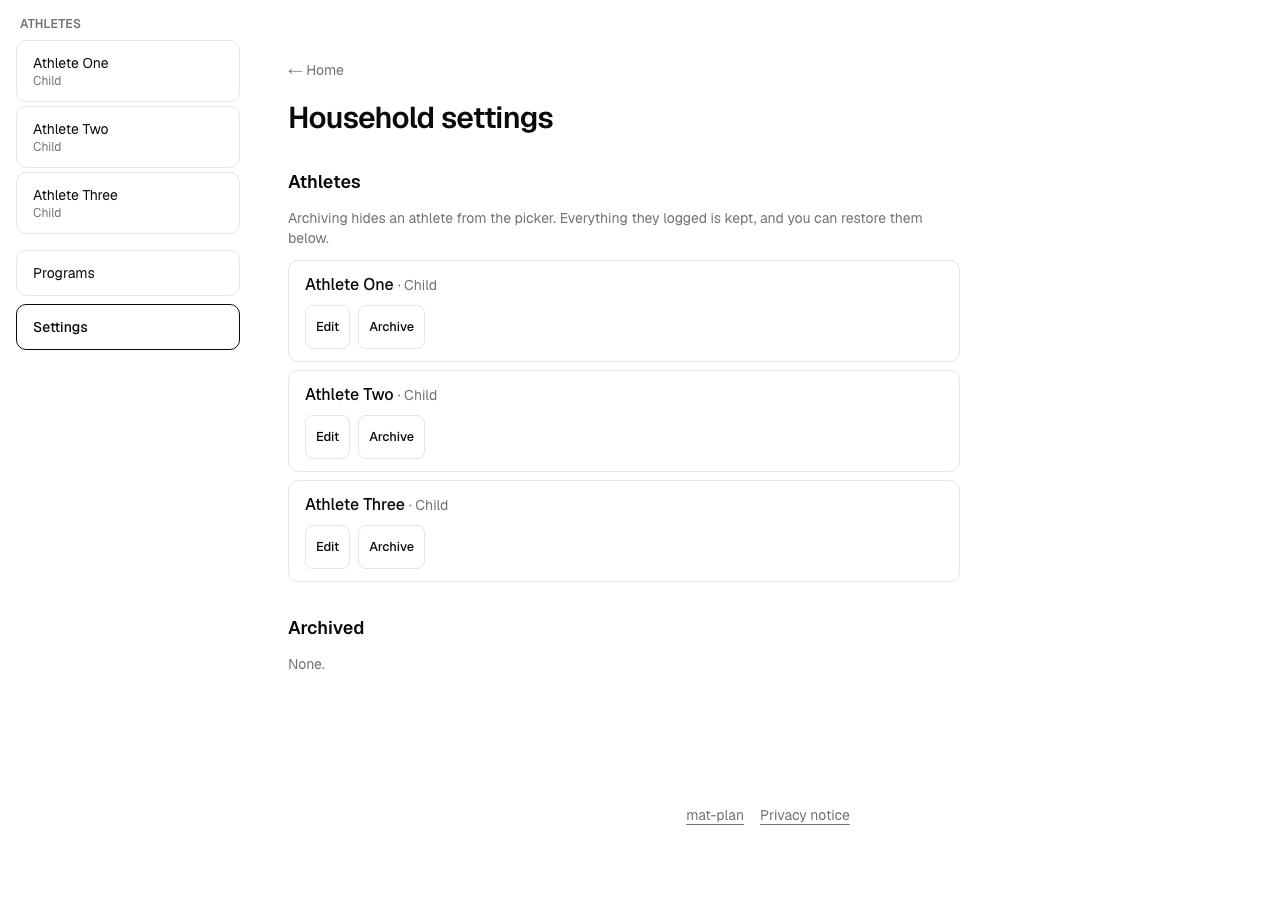 ATHLETES
Athlete One
Child
Athlete Two
Child
Athlete Three
Child
Programs
Settings
← Home
Household settings
Athletes
Archiving hides an athlete from the picker. Everything they logged is kept, and you can restore them
below.
Athlete One · Child
Edit Archive
Athlete Two · Child
Edit Archive
Athlete Three · Child
Edit Archive
Archived
None.
mat-plan Privacy notice